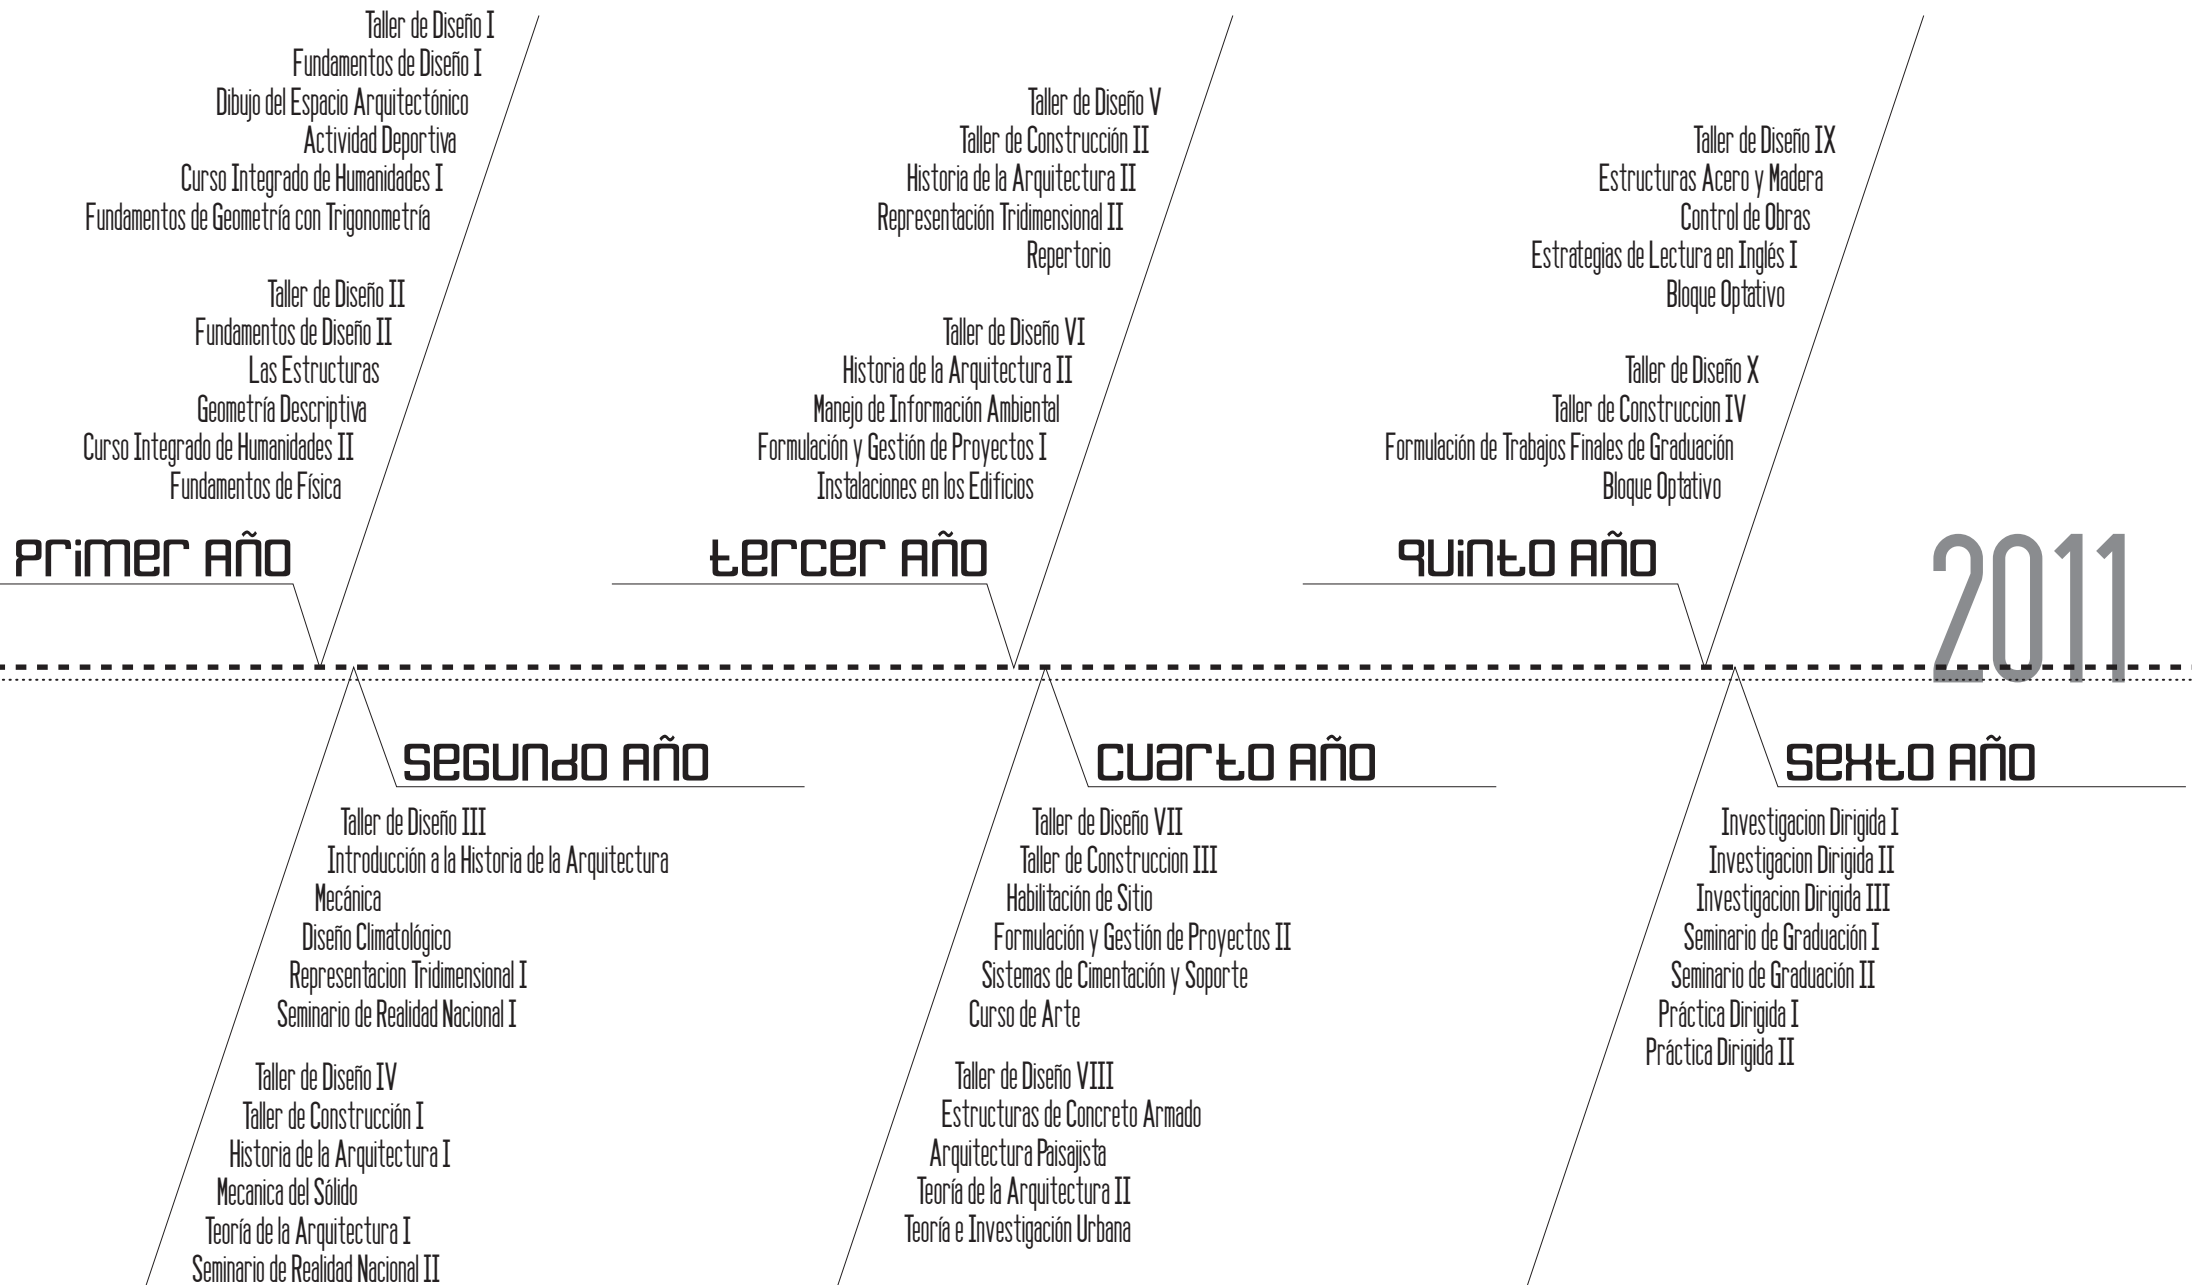 Taller de Diseño I
Fundamentos de Diseño I
Dibujo del Espacio Arquitectónico
Actividad Deportiva
Curso Integrado de Humanidades I
Fundamentos de Geometría con Trigonometría
Taller de Diseño II
Fundamentos de Diseño II
Las Estructuras
Geometría Descriptiva
Curso Integrado de Humanidades II
Fundamentos de Física
Primer Año
Taller de Diseño III
Introducción a la Historia de la Arquitectura
Mecánica
Diseño Climatológico
Representacion Tridimensional I
Seminario de Realidad Nacional I
Taller de Diseño IV
Taller de Construcción I
Historia de la Arquitectura I
Mecanica del Sólido
Teoría de la Arquitectura I
Seminario de Realidad Nacional II
Segundo Año
Taller de Diseño V
Taller de Construcción II
Historia de la Arquitectura II
Representación Tridimensional II
Repertorio
Taller de Diseño VI
Historia de la Arquitectura II
Manejo de Información Ambiental
Formulación y Gestión de Proyectos I
Instalaciones en los Edificios
tercer Año
cuarto Año
Taller de Diseño VII
Taller de Construccion III
Habilitación de Sitio
Formulación y Gestión de Proyectos II
Sistemas de Cimentación y Soporte
Curso de Arte
Taller de Diseño VIII
Estructuras de Concreto Armado
Arquitectura Paisajista
Teoría de la Arquitectura II
Teoría e Investigación Urbana
Taller de Diseño IX
Estructuras Acero y Madera
Control de Obras
Estrategias de Lectura en Inglés I
Bloque Optativo
Taller de Diseño X
Taller de Construccion IV
Formulación de Trabajos Finales de Graduación
Bloque Optativo
quinto Año
2011
sexto Año
Investigacion Dirigida I
Investigacion Dirigida II
Investigacion Dirigida III
Seminario de Graduación I
Seminario de Graduación II
Práctica Dirigida I
Práctica Dirigida II